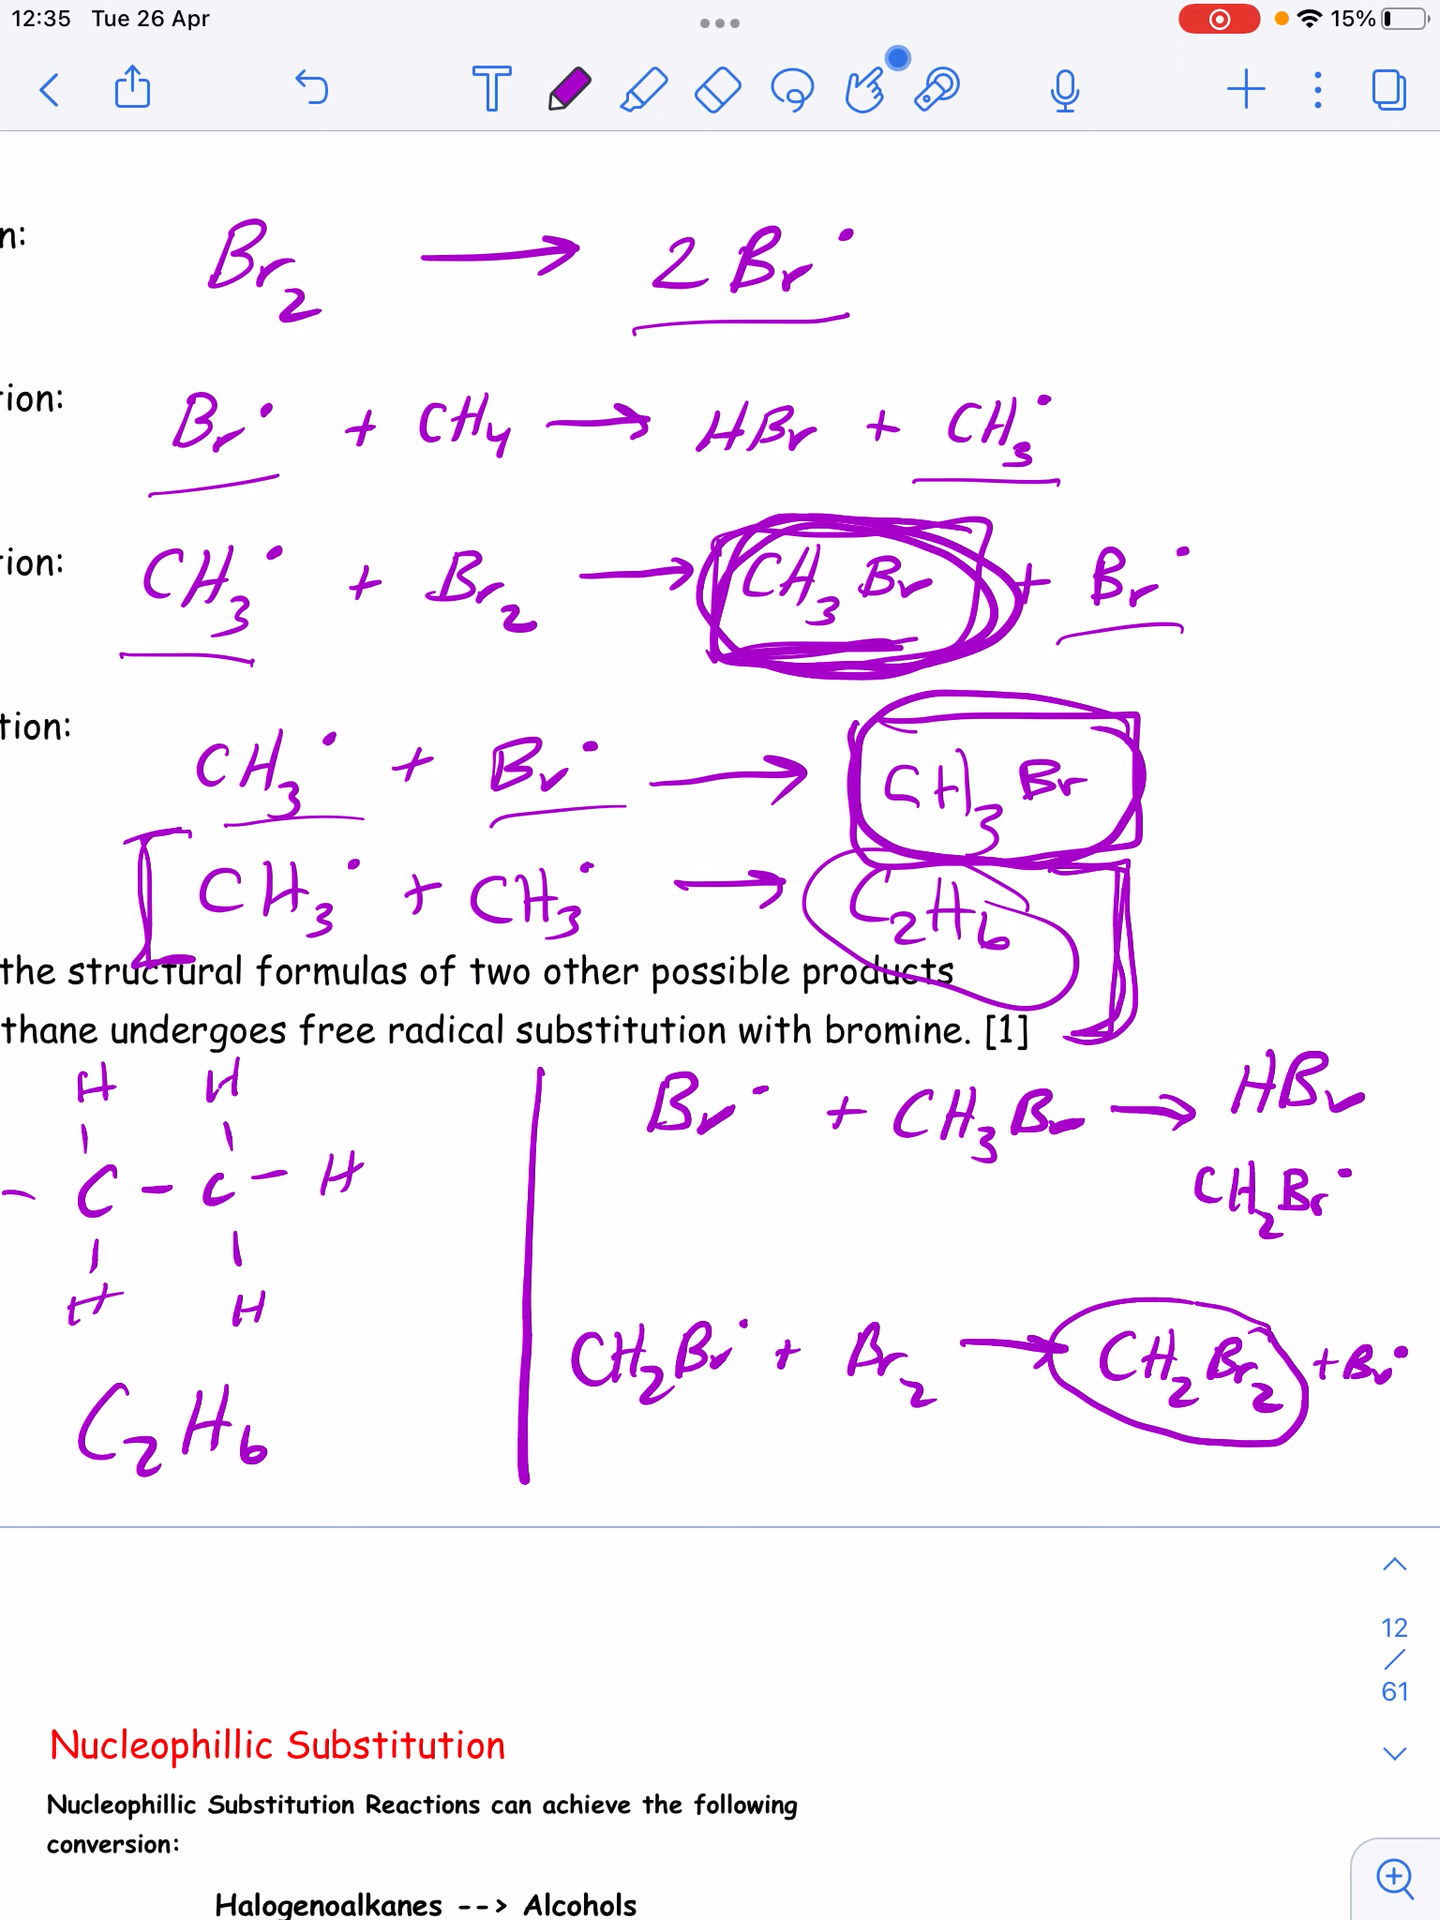 12:35 Tue 26 Apr 15%
n:
Br₂ → 2Br•
tion:
Br• + CH₄ → HBr + CH₃•
tion:
CH₃• + Br₂ → CH₃Br + Br•
tion:
CH₃• + Br• → CH₃Br
CH₃• + CH₃• → C₂H₆
the structural formulas of two other possible products
thane undergoes free radical substitution with bromine. [1]
H H
- C - C - H
H H
C₂H₆
Br• + CH₃Br → HBr
CH₂Br•
CH₂Br• + Br₂ → CH₂Br₂ + Br•
12
/
61
Nucleophillic Substitution
Nucleophillic Substitution Reactions can achieve the following
conversion:
Halogenoalkanes --> Alcohols